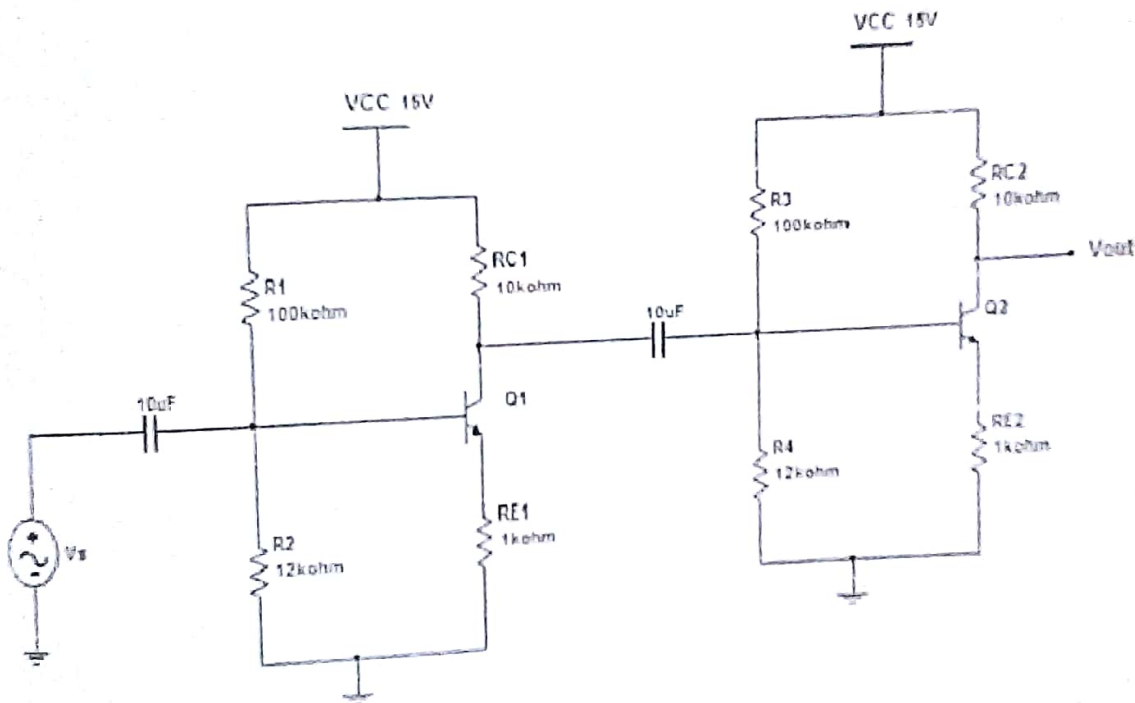 VCC 15V
VCC 15V
RC2
10kohm
R3
100kohm
Vout
RC1
10kohm
R1
100kohm
10uF
Q2
Q1
10uF
RE2
1kohm
R4
12kohm
RE1
1kohm
R2
12kohm
Vs